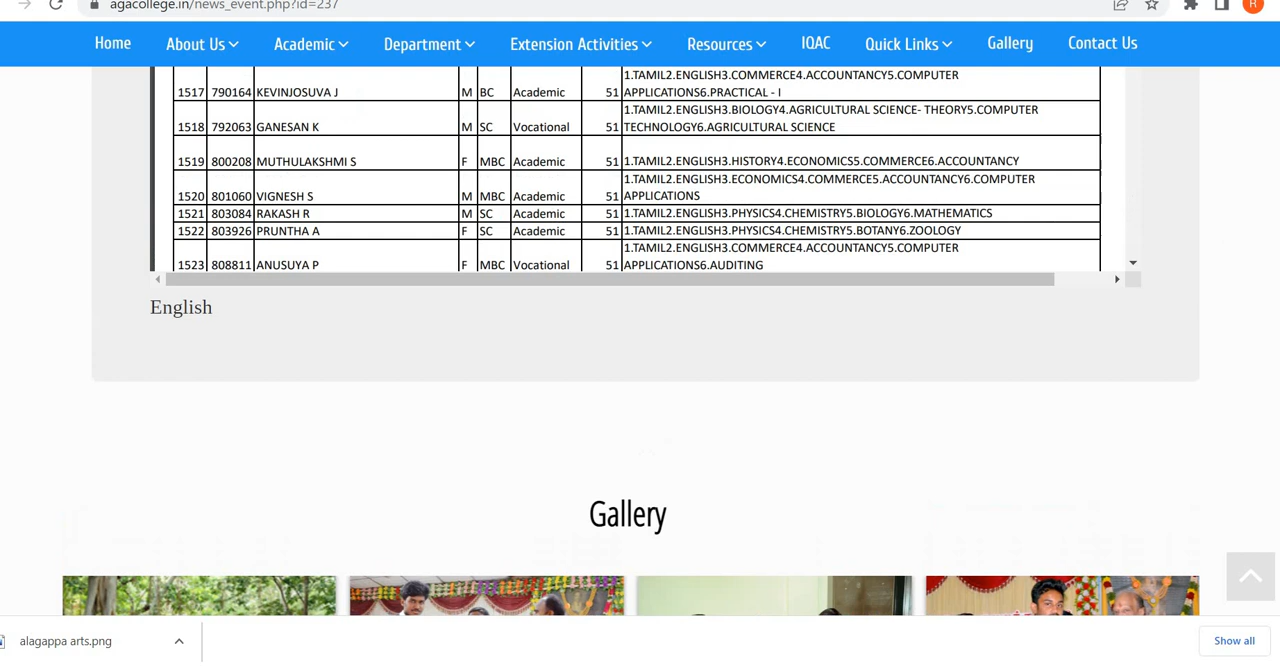 agacollege.in/news_event.php?id=237
R
Home About Us Academic Department Extension Activities Resources IQAC Quick Links Gallery Contact Us
1.TAMIL2.ENGLISH3.COMMERCE4.ACCOUNTANCY5.COMPUTER
1517 790164 KEVINJOSUVA J M BC Academic 51 APPLICATIONS6.PRACTICAL - I
1.TAMIL2.ENGLISH3.BIOLOGY4.AGRICULTURAL SCIENCE- THEORY5.COMPUTER
1518 792063 GANESAN K M SC Vocational 51 TECHNOLOGY6.AGRICULTURAL SCIENCE
1519 800208 MUTHULAKSHMI S F MBC Academic 51 1.TAMIL2.ENGLISH3.HISTORY4.ECONOMICS5.COMMERCE6.ACCOUNTANCY
1.TAMIL2.ENGLISH3.ECONOMICS4.COMMERCE5.ACCOUNTANCY6.COMPUTER
1520 801060 VIGNESH S M MBC Academic 51 APPLICATIONS
1521 803084 RAKASH R M SC Academic 51 1.TAMIL2.ENGLISH3.PHYSICS4.CHEMISTRY5.BIOLOGY6.MATHEMATICS
1522 803926 PRUNTHA A F SC Academic 51 1.TAMIL2.ENGLISH3.PHYSICS4.CHEMISTRY5.BOTANY6.ZOOLOGY
1.TAMIL2.ENGLISH3.COMMERCE4.ACCOUNTANCY5.COMPUTER
1523 808811 ANUSUYA P F MBC Vocational 51 APPLICATIONS6.AUDITING
English
Gallery
alagappa arts.png
Show all